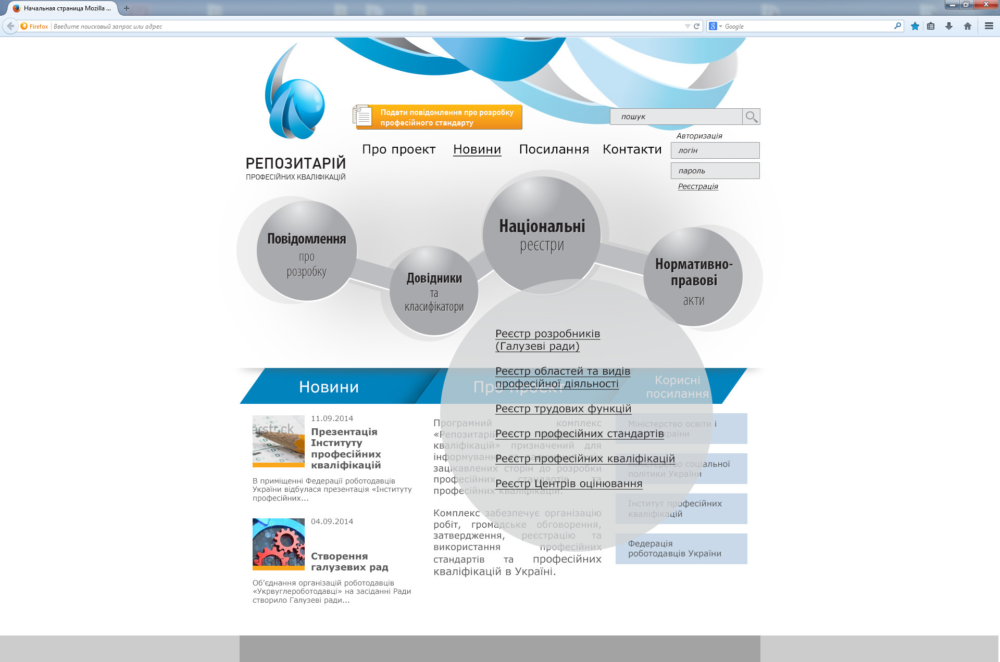 Начальная страница Mozilla ...
Firefox
Введите поисковый запрос или адрес
Google
Подати повідомлення про розробку
професійного стандарту
пошук
Авторизація
Про проект
Новини
Посилання
Контакти
логін
пароль
Реєстрація
РЕПОЗИТАРІЙ
ПРОФЕСІЙНИХ КВАЛІФІКАЦІЙ
Повідомлення
про
розробку
Довідники
та
класифікатори
Національні
реєстри
Нормативно-
правові
акти
Реєстр розробників
(Галузеві ради)
Реєстр областей та видів
професійної діяльності
Реєстр трудових функцій
Реєстр професійних стандартів
Реєстр професійних кваліфікацій
Реєстр Центрів оцінювання
Новини
Про проект
Корисні
посилання
11.09.2014
Презентація
Інституту
професійних
кваліфікацій
В приміщенні Федерації роботодавців
України відбулася презентація «Інституту
професійних...
04.09.2014
Створення
галузевих рад
Об’єднання організацій роботодавців
«Укрвуглероботодавці» на засіданні Ради
створило Галузеві ради...
Програмний комплекс
«Репозитарій
кваліфікацій» призначений для
інформування
зацікавлених сторін до розробки
професійних стандартів та
професійних кваліфікацій.
Комплекс забезпечує організацію
робіт, громадське обговорення,
затвердження, реєстрацію та
використання професійних
стандартів та професійних
кваліфікацій в Україні.
Міністерство освіти і
України
Міністерство соціальної
політики України
Інститут професійних
кваліфікацій
Федерація
роботодавців України